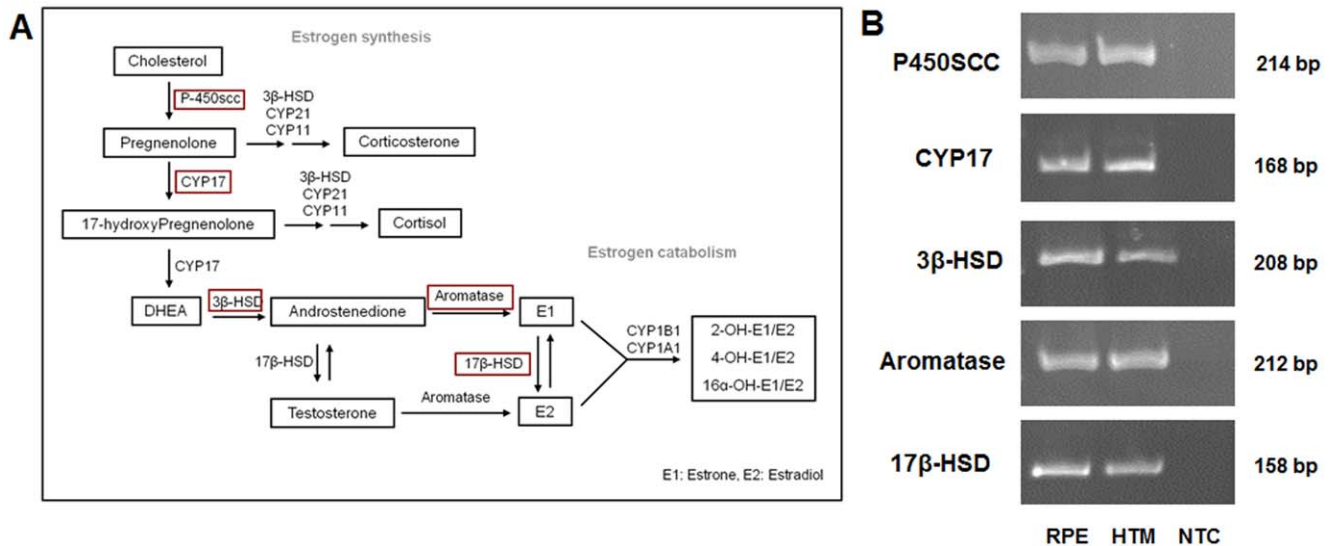 A
Estrogen synthesis
Cholesterol
P-450scc
3β-HSD
CYP21
CYP11
Pregnenolone
Corticosterone
CYP17
3β-HSD
CYP21
CYP11
17-hydroxyPregnenolone
Cortisol
CYP17
Estrogen catabolism
DHEA
3β-HSD
Androstenedione
Aromatase
E1
17β-HSD
17β-HSD
CYP1B1
CYP1A1
2-OH-E1/E2
4-OH-E1/E2
16α-OH-E1/E2
Testosterone
Aromatase
E2
E1: Estrone, E2: Estradiol
B
P450SCC
214 bp
CYP17
168 bp
3β-HSD
208 bp
Aromatase
212 bp
17β-HSD
158 bp
RPE HTM NTC